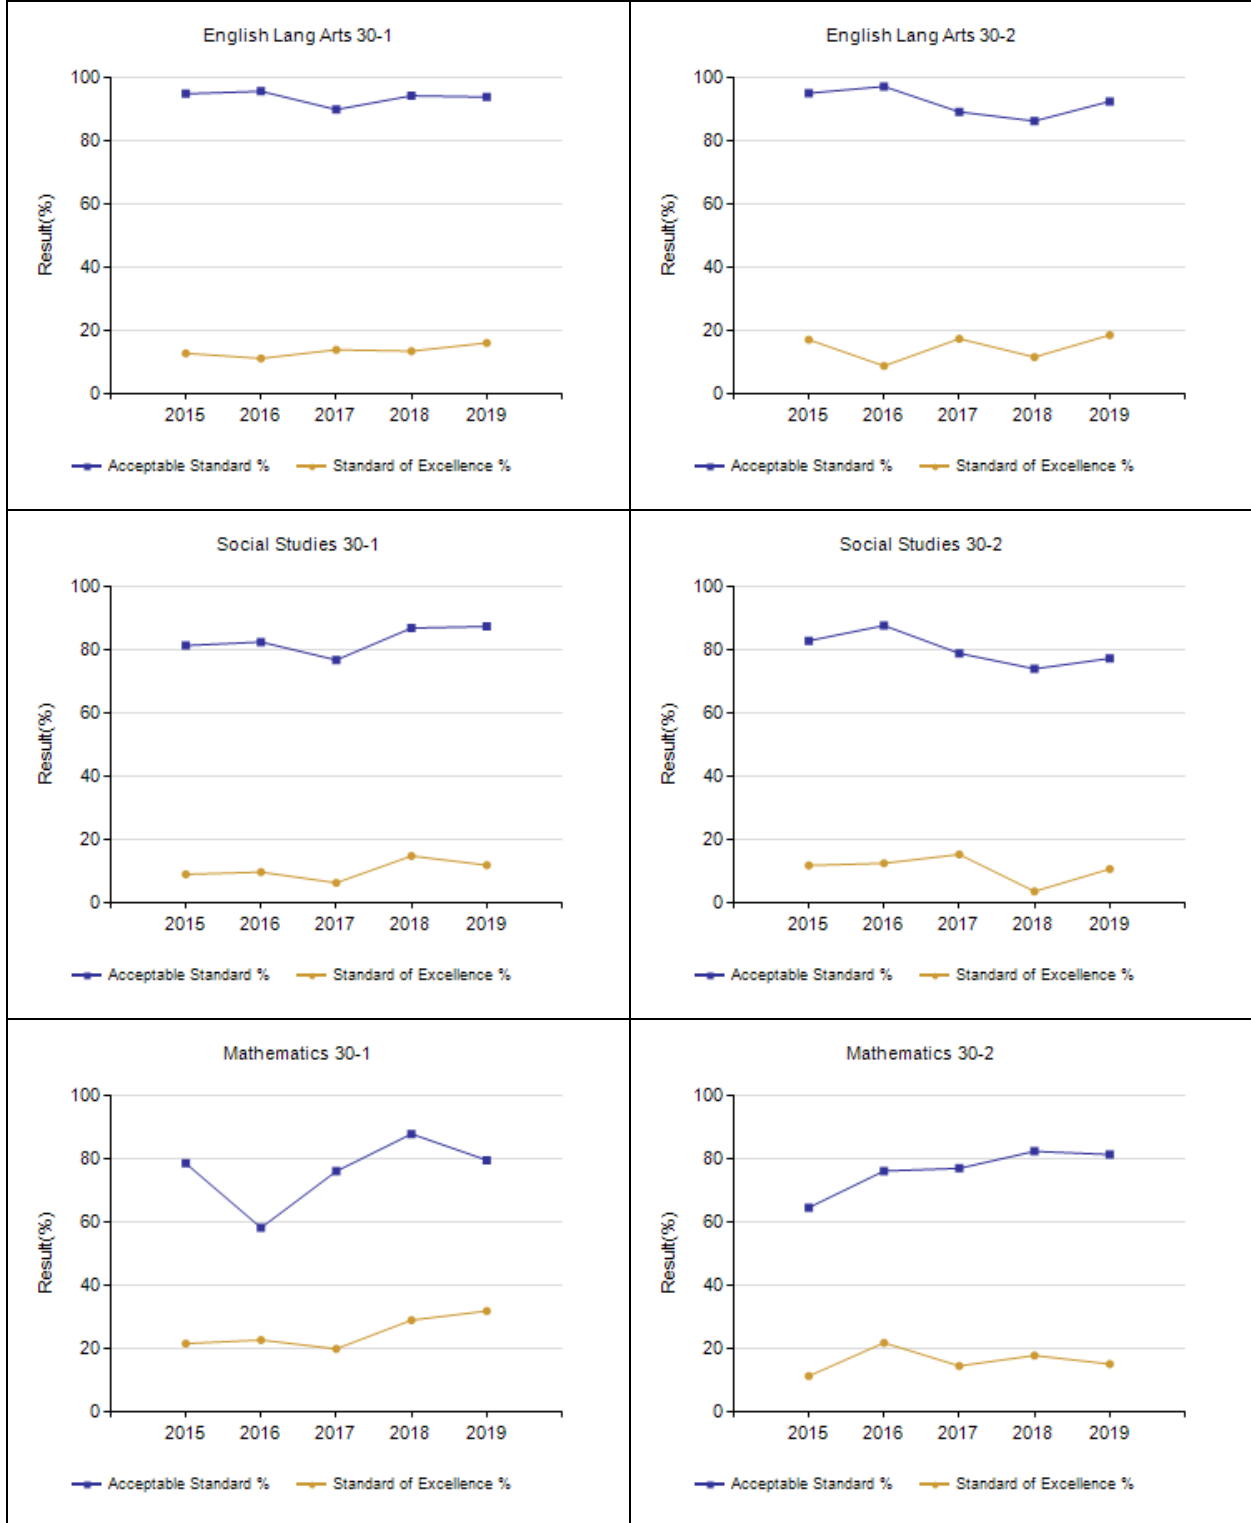 English Lang Arts 30-1
100
80
60
40
20
0
Result(%)
2015 2016 2017 2018 2019
Acceptable Standard % Standard of Excellence %
English Lang Arts 30-2
100
80
60
40
20
0
Result(%)
2015 2016 2017 2018 2019
Acceptable Standard % Standard of Excellence %
Social Studies 30-1
100
80
60
40
20
0
Result(%)
2015 2016 2017 2018 2019
Acceptable Standard % Standard of Excellence %
Social Studies 30-2
100
80
60
40
20
0
Result(%)
2015 2016 2017 2018 2019
Acceptable Standard % Standard of Excellence %
Mathematics 30-1
100
80
60
40
20
0
Result(%)
2015 2016 2017 2018 2019
Acceptable Standard % Standard of Excellence %
Mathematics 30-2
100
80
60
40
20
0
Result(%)
2015 2016 2017 2018 2019
Acceptable Standard % Standard of Excellence %